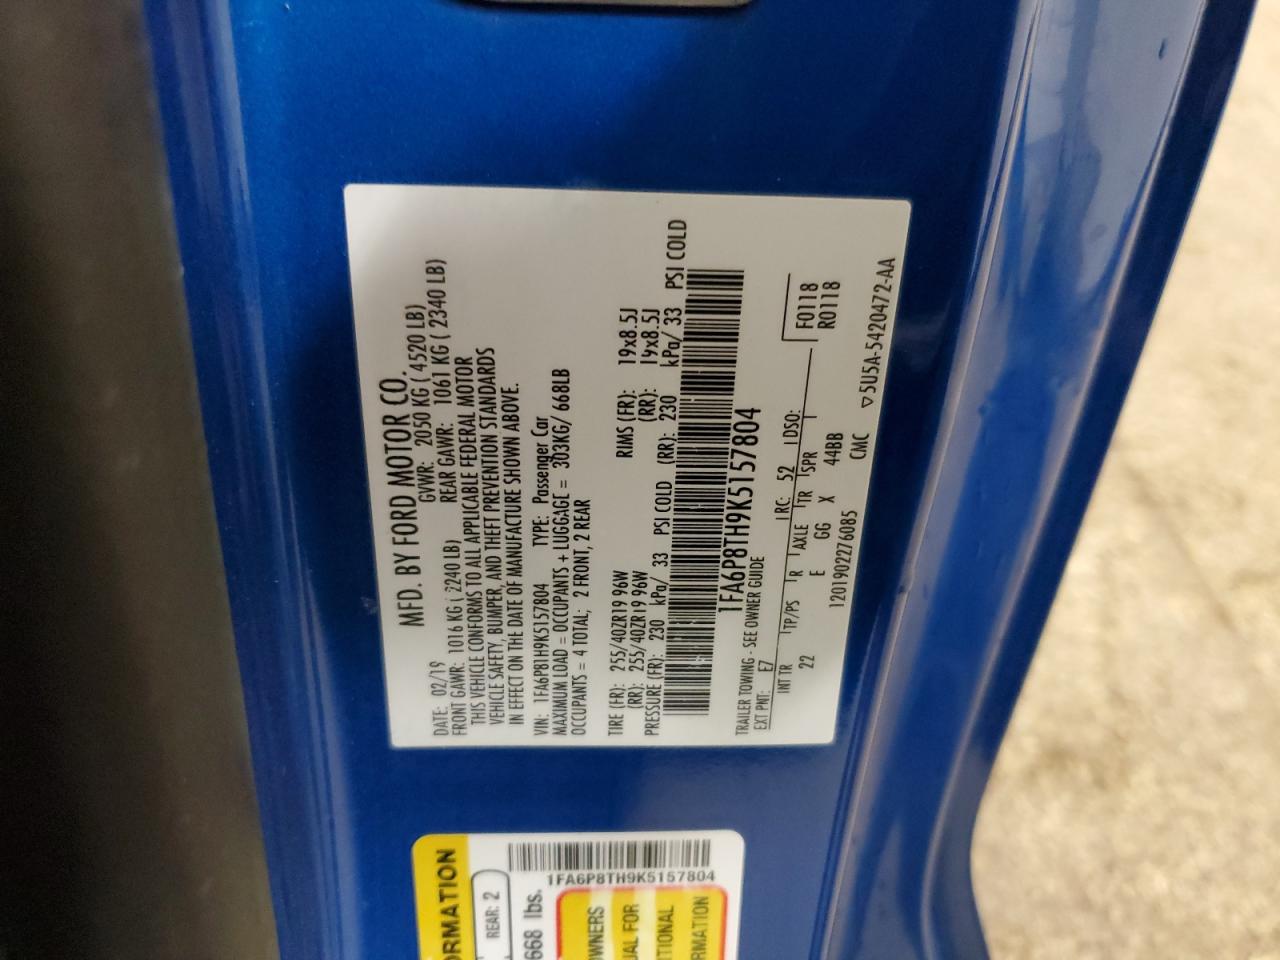 MFD. BY FORD MOTOR CO.
DATE: 02/19 GVWR: 2050 KG ( 4520 LB)
FRONT GAWR: 1016 KG ( 2240 LB) REAR GAWR: 1061 KG ( 2340 LB)
THIS VEHICLE CONFORMS TO ALL APPLICABLE FEDERAL MOTOR
VEHICLE SAFETY, BUMPER, AND THEFT PREVENTION STANDARDS
IN EFFECT ON THE DATE OF MANUFACTURE SHOWN ABOVE.
VIN: 1FA6P8TH9K5157804 TYPE: Passenger Car
MAXIMUM LOAD = OCCUPANTS + LUGGAGE = 303KG/ 668LB
OCCUPANTS = 4 TOTAL; 2 FRONT, 2 REAR
TIRE (FR): 255/40ZR19 96W RIMS (FR): 19x8.5J
(RR): 255/40ZR19 96W (RR): 19x8.5J
PRESSURE (FR): 230 kPa/ 33 PSI COLD (RR): 230 kPa/ 33 PSI COLD
1FA6P8TH9K5157804
TRAILER TOWING - SEE OWNER GUIDE
EXT PNT: E7 RC: 52 DSO: F0118
R0118
INT TR TP/PS R AXLE TR SPR
22 E GG X 44BB
1201902276085 CMC ▽5U5A-5420472-AA
ORMATION
REAR: 2
668 lbs.
1FA6P8TH9K5157804
OWNERS
UAL FOR
ITIONAL
RMATION